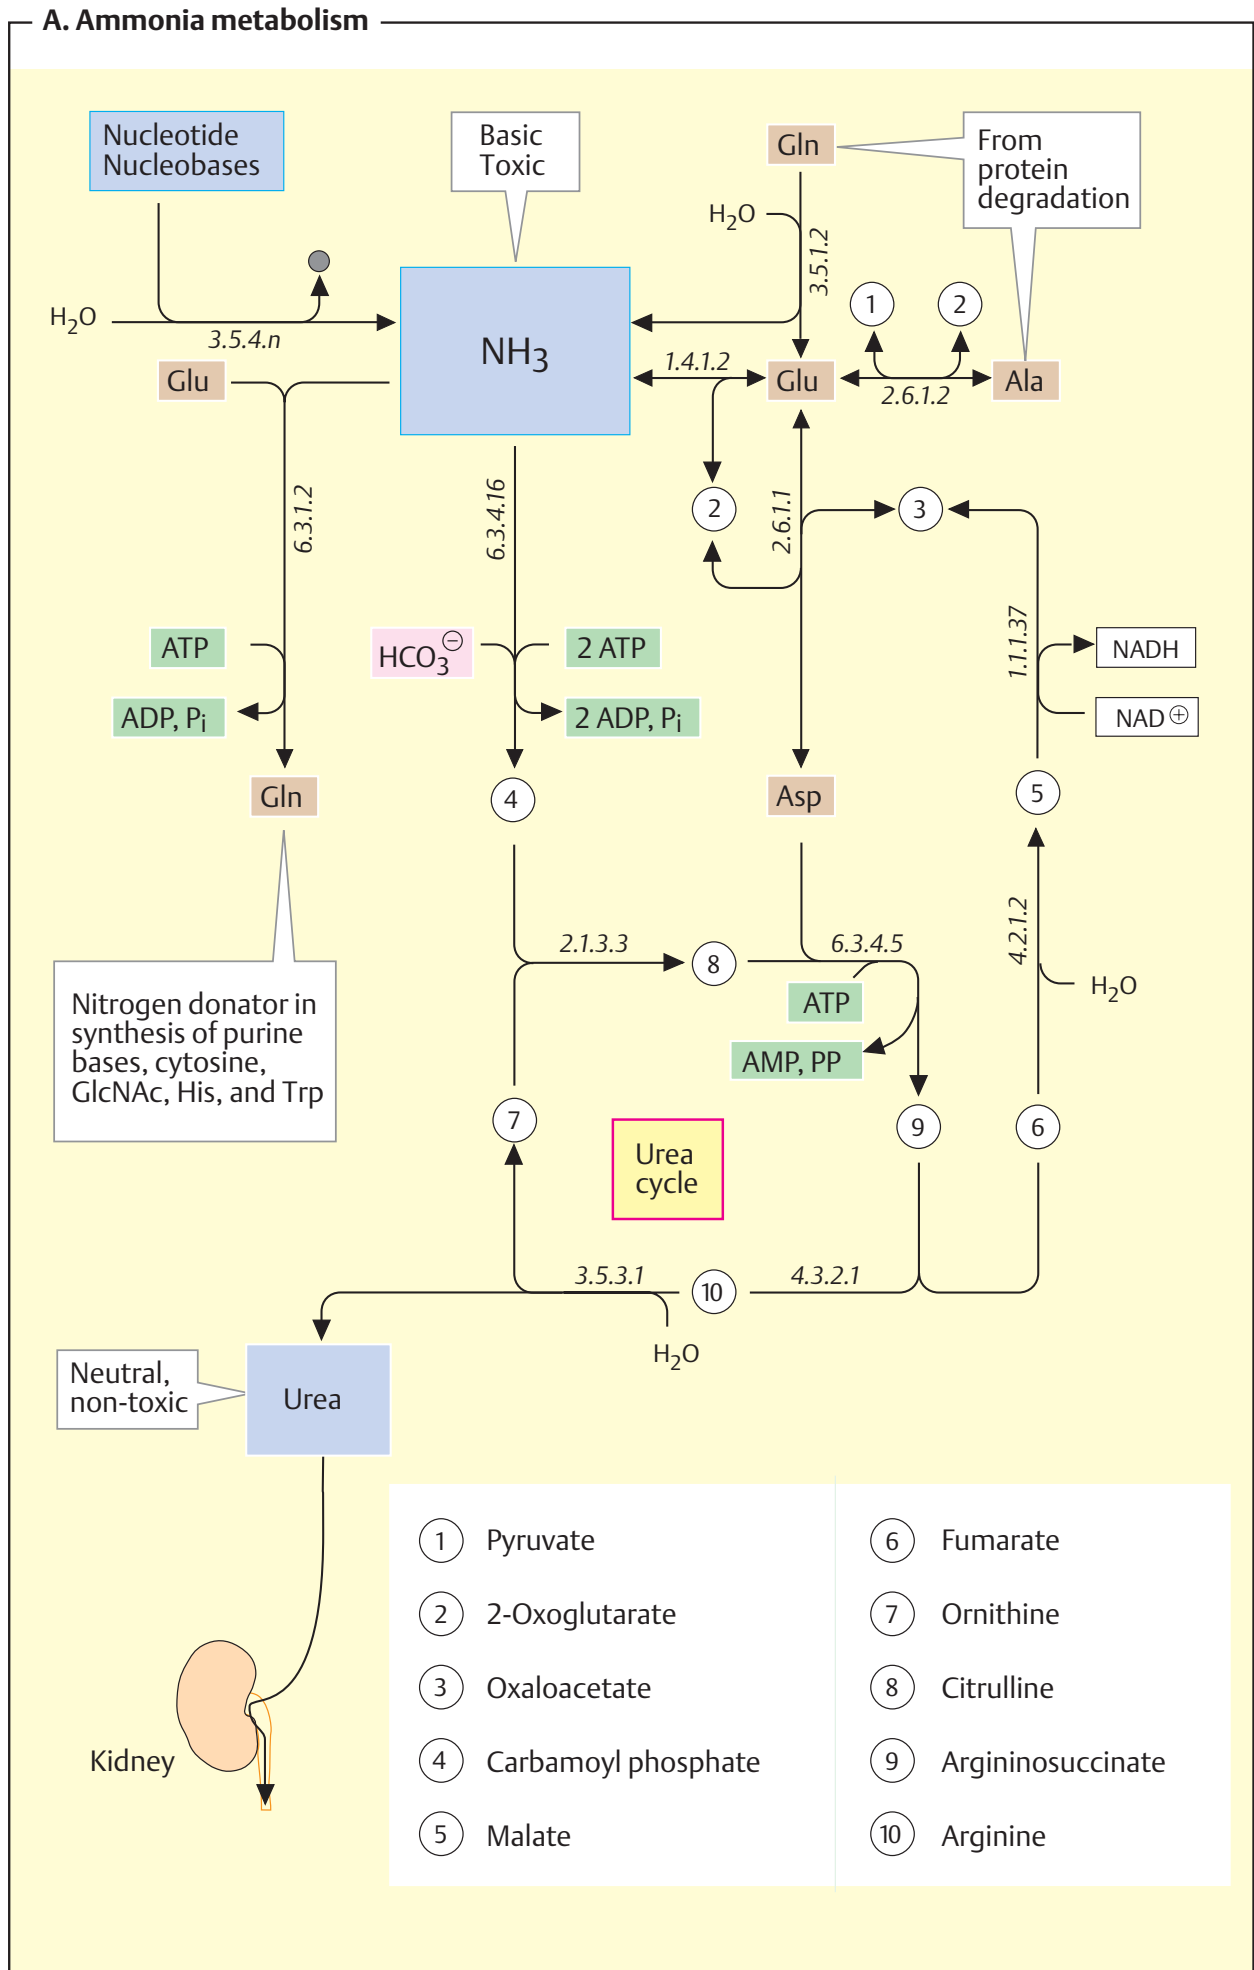 A. Ammonia metabolism
Nucleotide
Nucleobases
Basic
Toxic
Gln
From
protein
degradation
H₂O
3.5.1.2
H₂O
3.5.4.n
NH₃
1
2
1.4.1.2
Glu
Glu
2.6.1.2
Ala
6.3.1.2
6.3.4.16
2
2.6.1.1
3
ATP
HCO₃⊖
2 ATP
1.1.1.37
NADH
ADP, Pi
2 ADP, Pi
NAD⊕
Gln
4
Asp
5
2.1.3.3
8
6.3.4.5
4.2.1.2
H₂O
ATP
AMP, PP
Nitrogen donator in
synthesis of purine
bases, cytosine,
GlcNAc, His, and Trp
7
Urea
cycle
9
6
3.5.3.1
10
4.3.2.1
H₂O
Neutral,
non-toxic
Urea
Kidney
1 Pyruvate
2 2-Oxoglutarate
3 Oxaloacetate
4 Carbamoyl phosphate
5 Malate
6 Fumarate
7 Ornithine
8 Citrulline
9 Argininosuccinate
10 Arginine